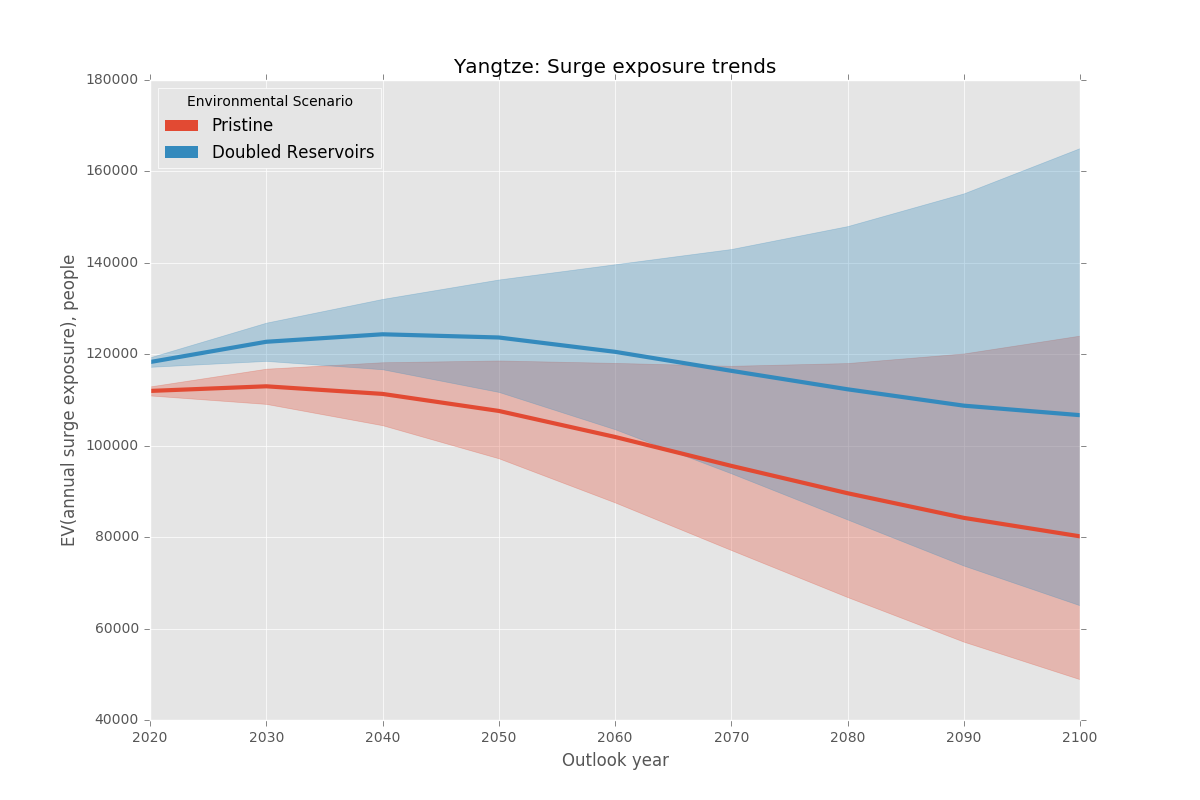 Yangtze: Surge exposure trends
180000
160000
140000
120000
100000
80000
60000
40000
EV(annual surge exposure), people
Environmental Scenario
Pristine
Doubled Reservoirs
2020 2030 2040 2050 2060 2070 2080 2090 2100
Outlook year